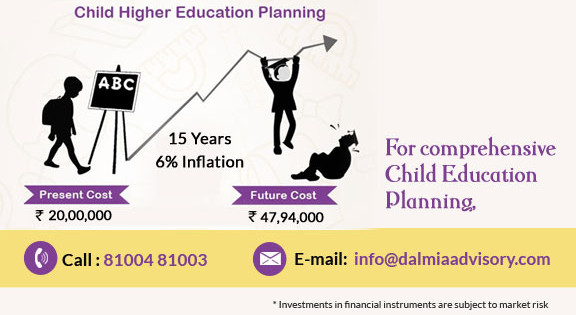 Child Higher Education Planning
ABC
15 Years
6% Inflation
Present Cost
₹ 20,00,000
Future Cost
₹ 47,94,000
For comprehensive
Child Education
Planning,
Call : 81004 81003
E-mail: info@dalmiaadvisory.com
* Investments in financial instruments are subject to market risk